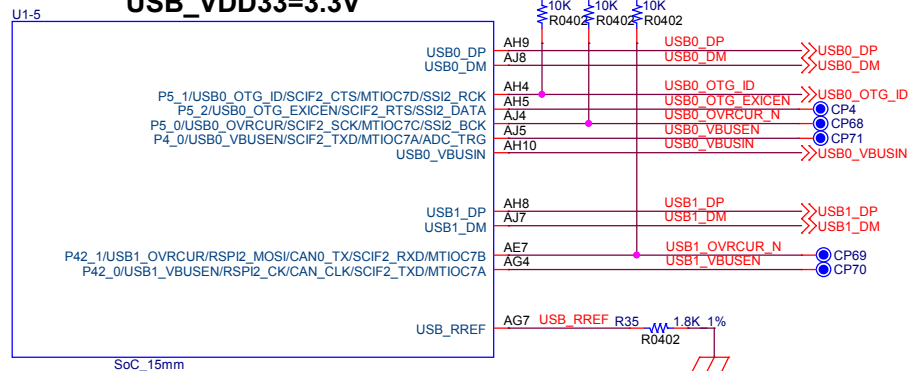 USB_VDD33=3.3V
U1-5
10K 10K 10K
R0402 R0402 R0402
USB0_DP AH9 USB0_DP USB0_DP
USB0_DM AJ8 USB0_DM USB0_DM
P5_1/USB0_OTG_ID/SCIF2_CTS/MTIOC7D/SSI2_RCK AH4 USB0_OTG_ID USB0_OTG_ID
P5_2/USB0_OTG_EXICEN/SCIF2_RTS/SSI2_DATA AH5 USB0_OTG_EXICEN CP4
P5_0/USB0_OVRCUR/SCIF2_SCK/MTIOC7C/SSI2_BCK AJ4 USB0_OVRCUR_N CP68
P4_0/USB0_VBUSEN/SCIF2_TXD/MTIOC7A/ADC_TRG AJ5 USB0_VBUSEN CP71
USB0_VBUSIN AH10 USB0_VBUSIN USB0_VBUSIN
USB1_DP AH8 USB1_DP USB1_DP
USB1_DM AJ7 USB1_DM USB1_DM
P42_1/USB1_OVRCUR/RSPI2_MOSI/CAN0_TX/SCIF2_RXD/MTIOC7B AE7 USB1_OVRCUR_N CP69
P42_0/USB1_VBUSEN/RSPI2_CK/CAN_CLK/SCIF2_TXD/MTIOC7A AG4 USB1_VBUSEN CP70
USB_RREF AG7 USB_RREF R35 1.8K_1%
R0402
SoC_15mm